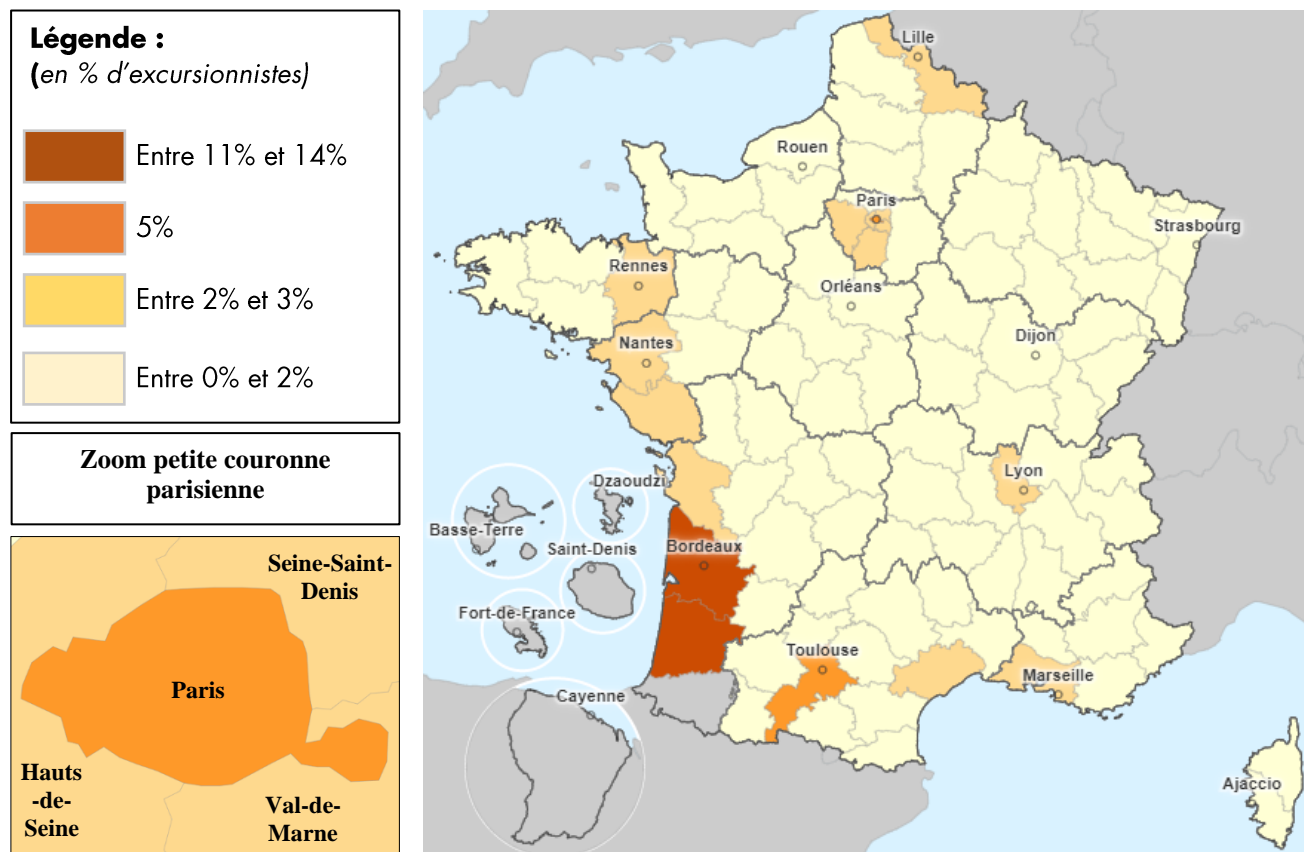 Légende :
(en % d'excursionnistes)
Entre 11% et 14%
5%
Entre 2% et 3%
Entre 0% et 2%
Zoom petite couronne
parisienne
Seine-Saint-
Denis
Paris
Hauts
-de-
Seine
Val-de-
Marne
Lille
Rouen
Paris
Strasbourg
Rennes
Orléans
Nantes
Dijon
Lyon
Dzaoudzi
Basse-Terre
Saint-Denis
Bordeaux
Fort-de-France
Toulouse
Marseille
Cayenne
Ajaccio